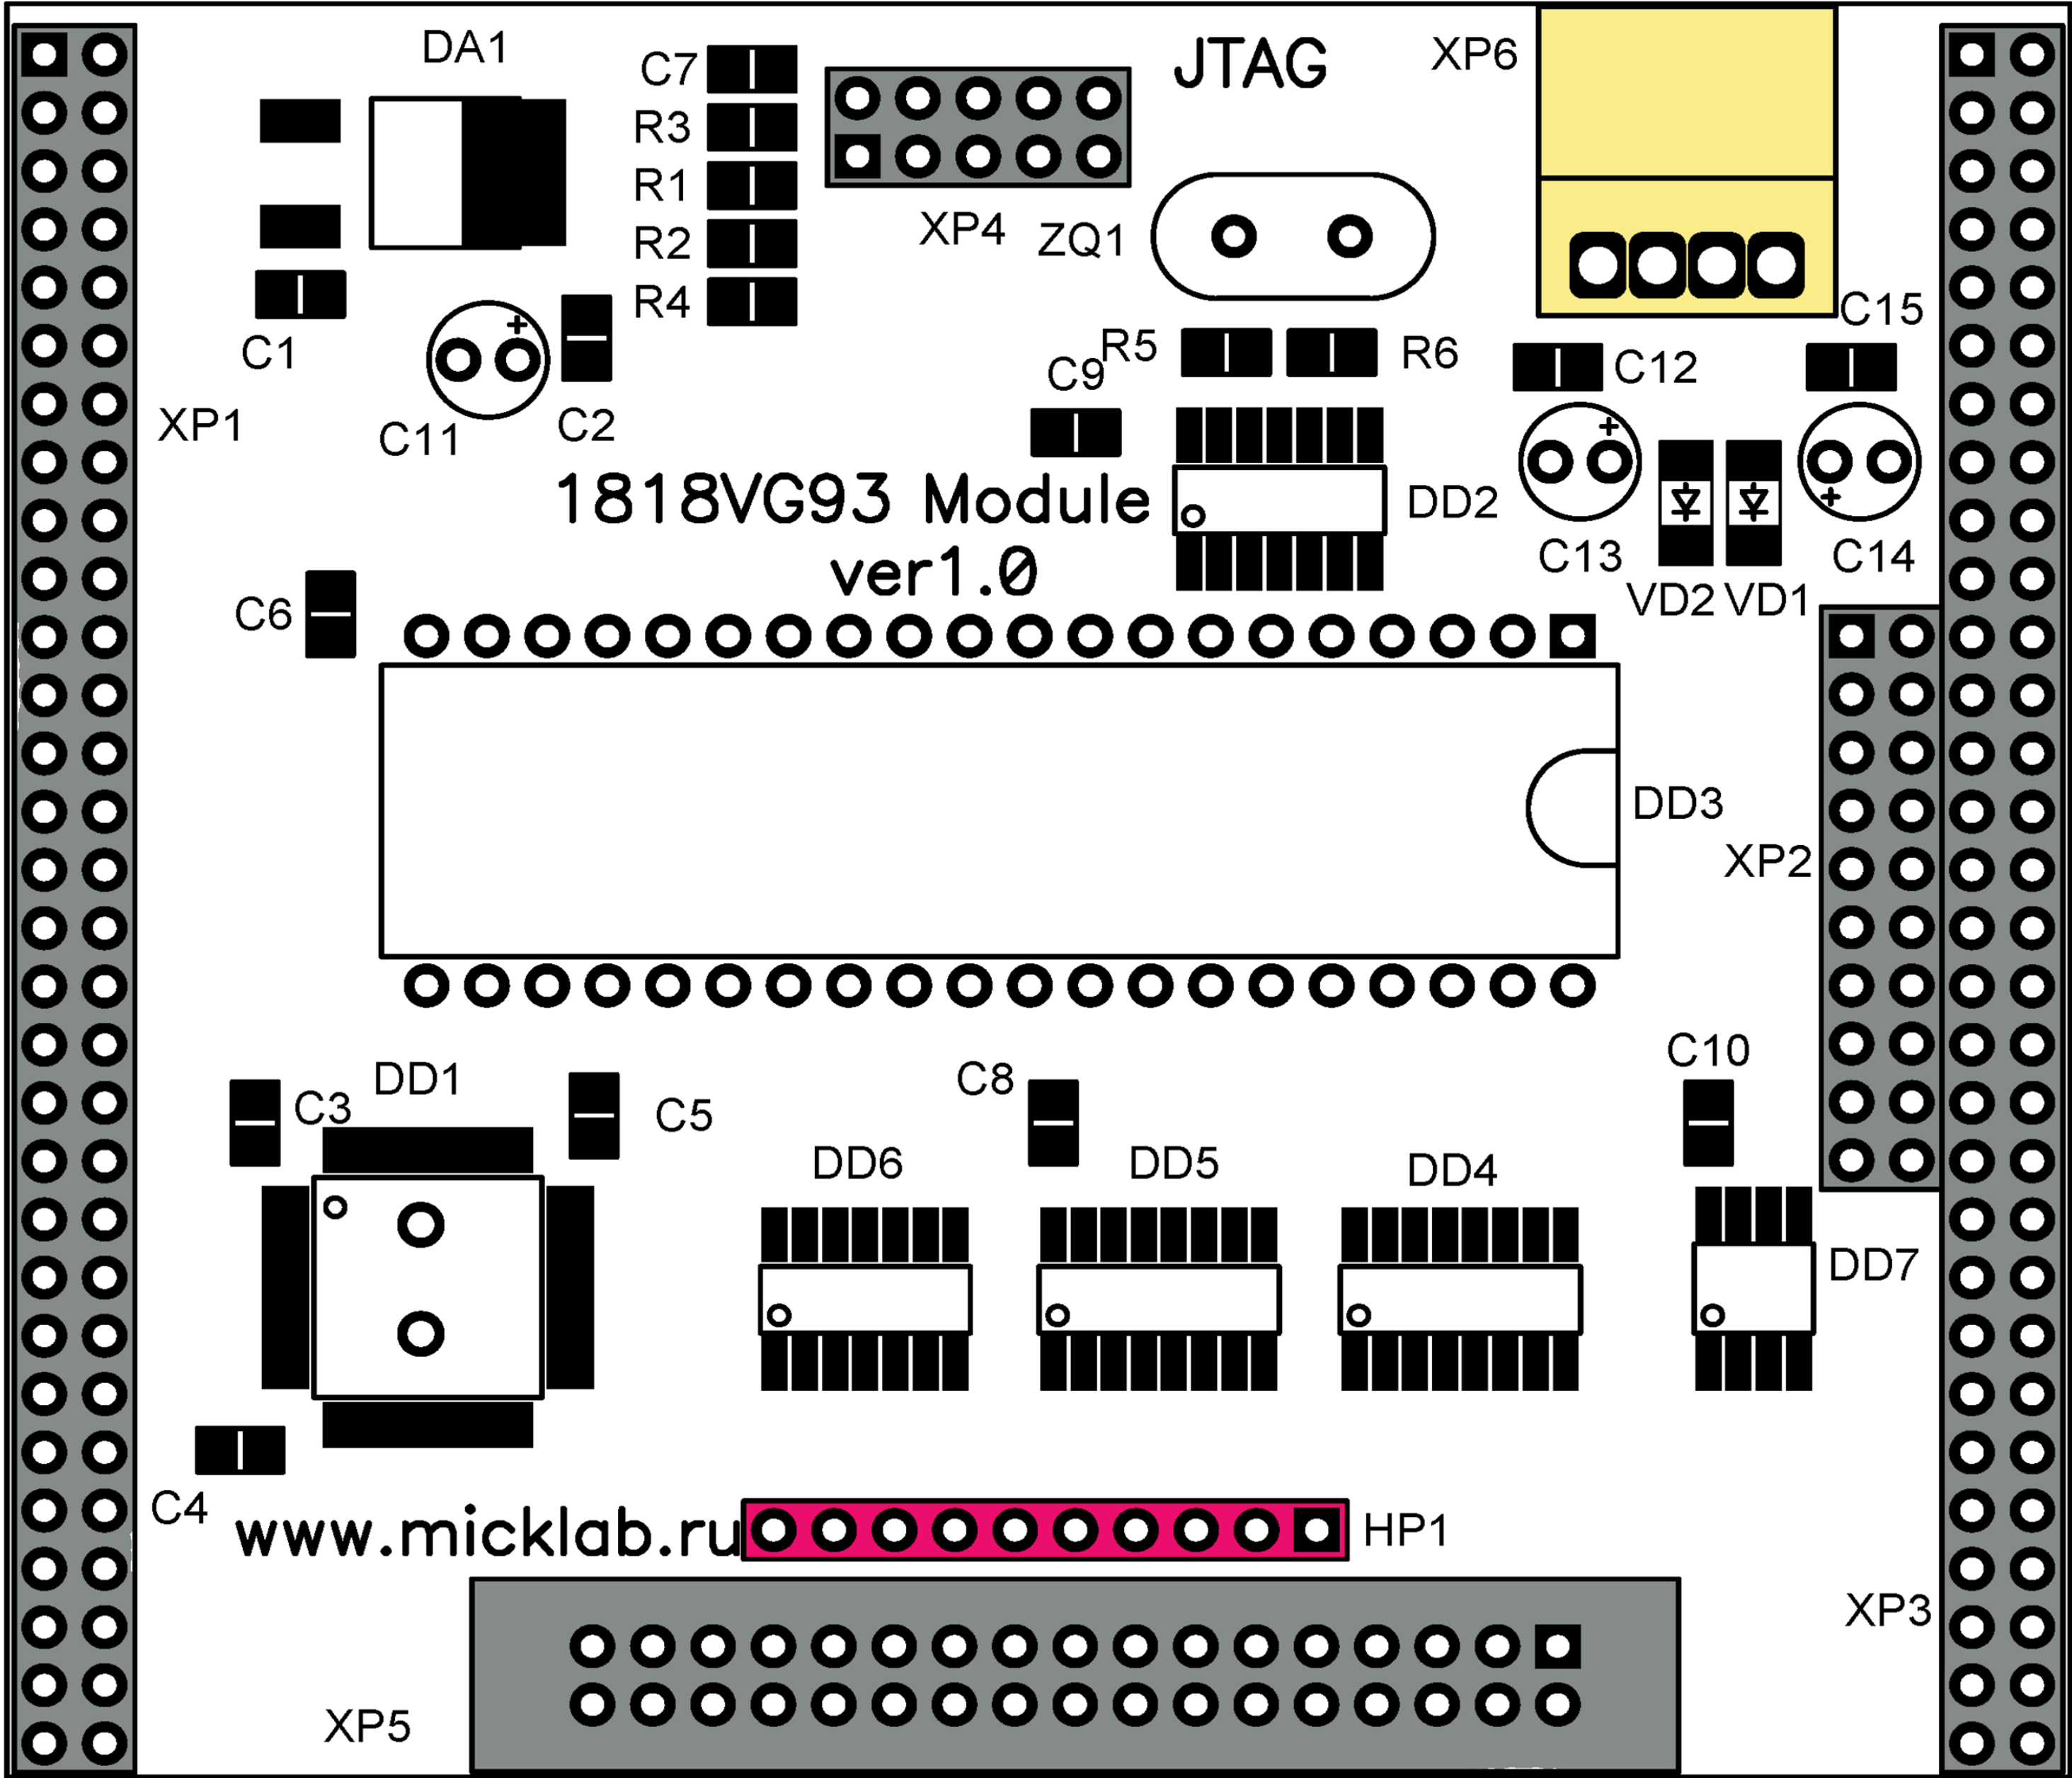 DA1
C7
JTAG
XP6
R3
R1
R2
XP4
ZQ1
R4
C15
C1
R5
R6
C12
C9
XP1
C11
C2
1818VG93 Module
DD2
ver1.0
C13
C14
VD2
VD1
C6
DD3
XP2
C10
C3
DD1
C8
C5
DD6
DD5
DD4
DD7
C4
www.micklab.ru
HP1
XP3
XP5